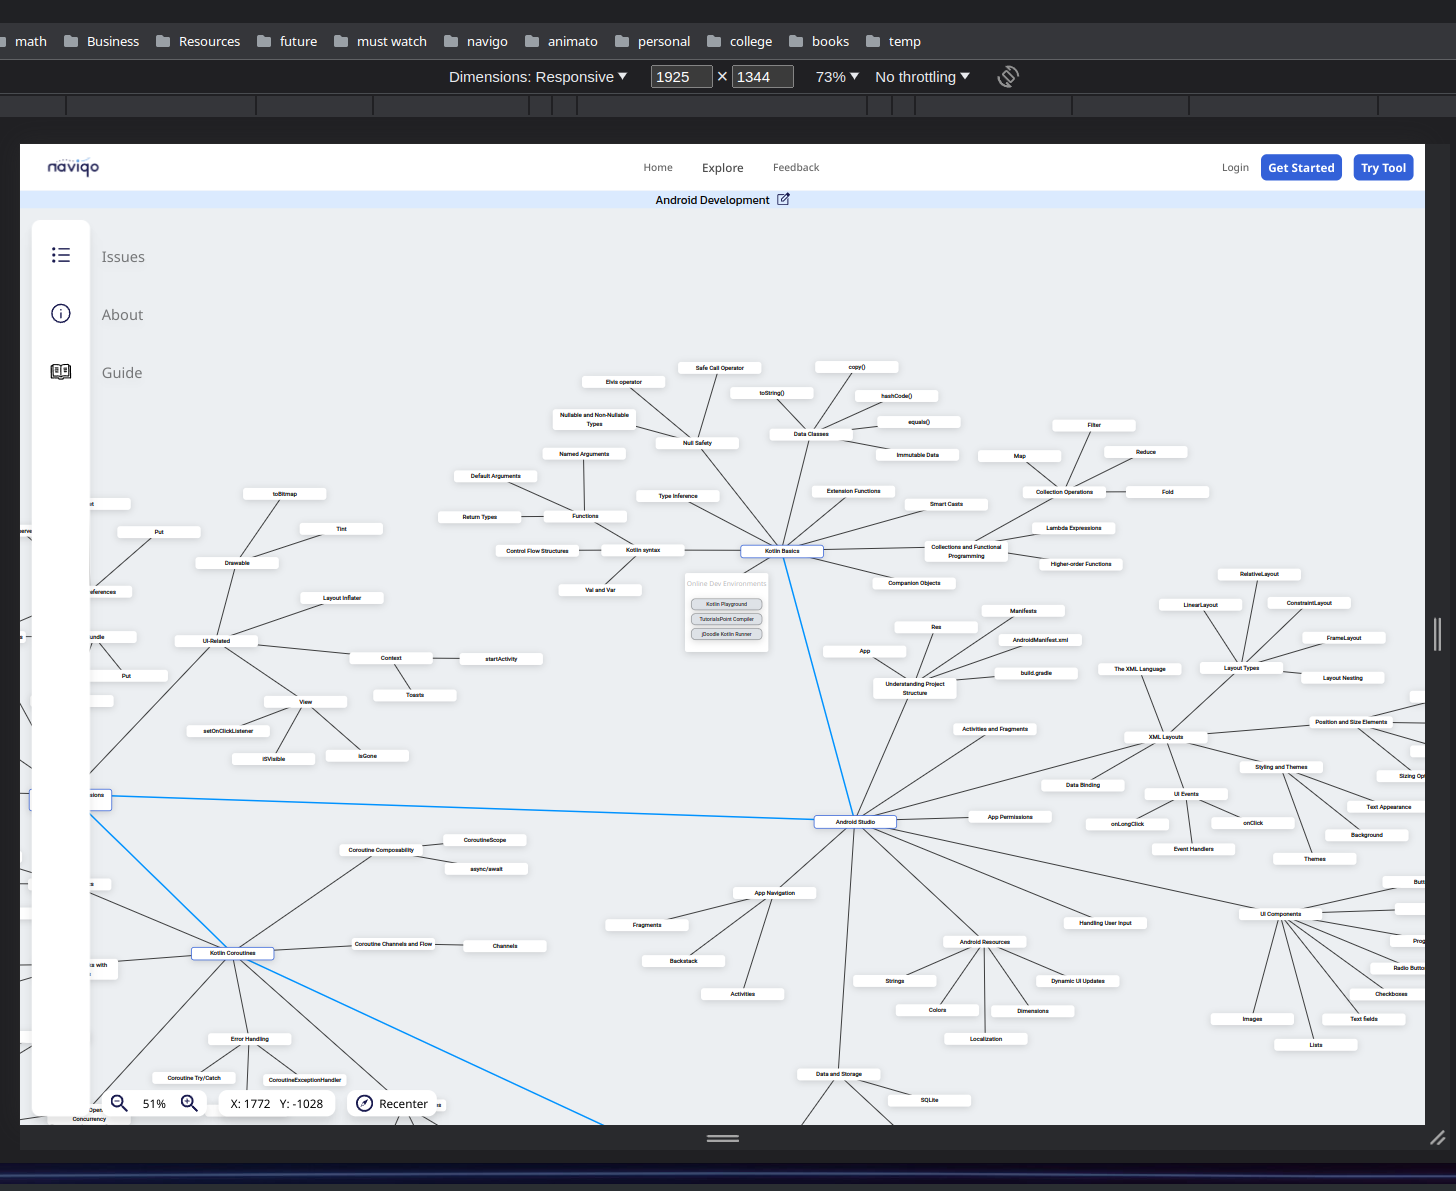 math Business Resources future must watch navigo animato personal college books temp
Dimensions: Responsive 1925 × 1344 73% No throttling
naviqo Home Explore Feedback Login Get Started Try Tool
Android Development
Issues
About
Guide
Safe Call Operator
copy()
Elvis operator
toString()
hashCode()
Nullable and Non-Nullable
Types
equals()
Filter
Data Classes
Null Safety
Named Arguments
Immutable Data
Map
Reduce
Default Arguments
toBitmap
Type Inference
Extension Functions
Collection Operations
Fold
Smart Casts
Return Types
Functions
Put
Tint
Lambda Expressions
Control Flow Structures
Kotlin syntax
Kotlin Basics
Collections and Functional
Programming
Drawable
Higher-order Functions
RelativeLayout
Companion Objects
Online Dev Environments
Val and Var
Layout Inflater
Kotlin Playground
LinearLayout
ConstraintLayout
Manifests
TutorialsPoint Compiler
Res
jDoodle Kotlin Runner
UI-Related
AndroidManifest.xml
FrameLayout
App
Context
startActivity
The XML Language
Layout Types
build.gradle
Put
Layout Nesting
Understanding Project
Structure
Toasts
View
Position and Size Elements
setOnClickListener
Activities and Fragments
XML Layouts
iSVisible
isGone
Styling and Themes
Sizing Opt
Data Binding
UI Events
Text Appearance
App Permissions
Android Studio
onLongClick
onClick
Background
CoroutineScope
Coroutine Composability
Event Handlers
Themes
async/await
Butt
App Navigation
UI Components
Fragments
Handling User Input
Coroutine Channels and Flow
Channels
Android Resources
Prog
Kotlin Coroutines
Backstack
Radio Button
Strings
Dynamic UI Updates
Activities
Checkboxes
Colors
Dimensions
Images
Text fields
Error Handling
Localization
Lists
Coroutine Try/Catch
CoroutineExceptionHandler
Data and Storage
SQLite
51% X: 1772 Y: -1028 Recenter
Concurrency